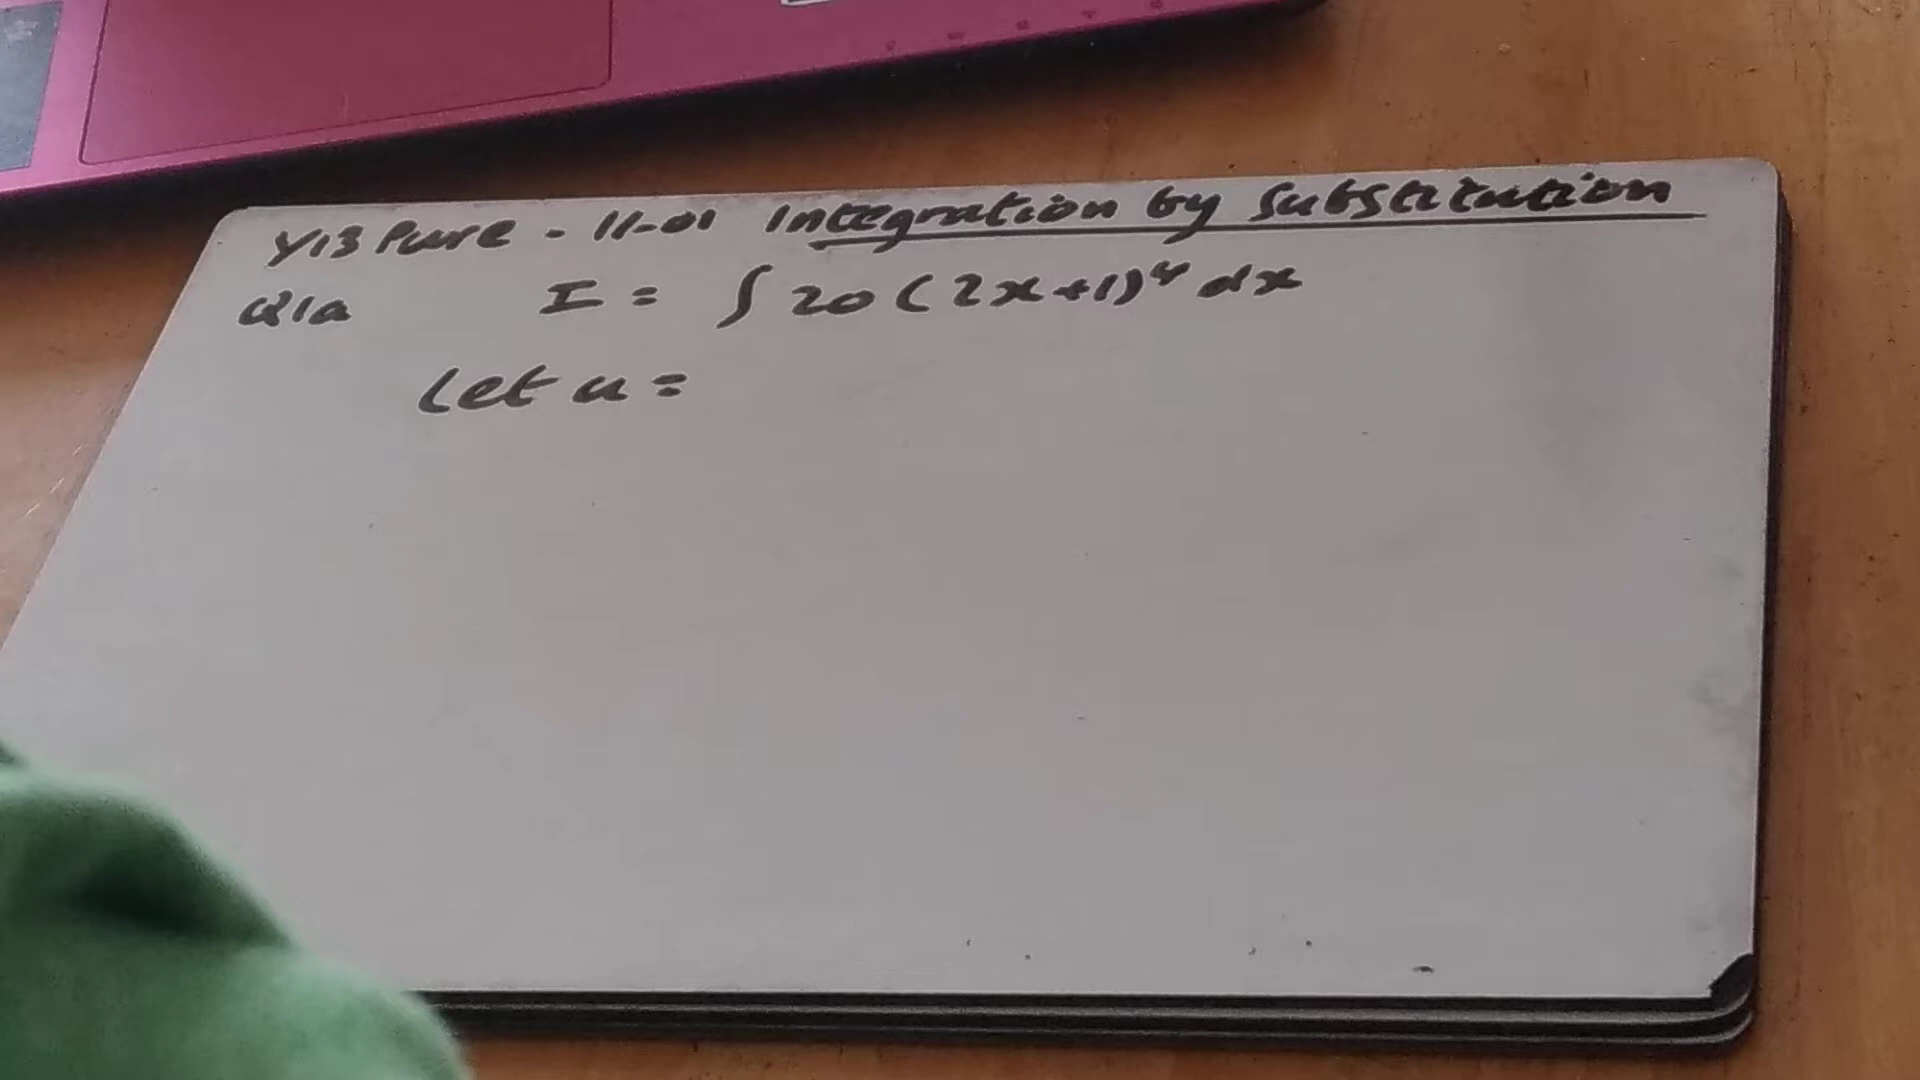 Y13 Pure - 11-01 Integration by Substitution
Q1a I = ∫ 20 (2x+1)⁴ dx
Let u =